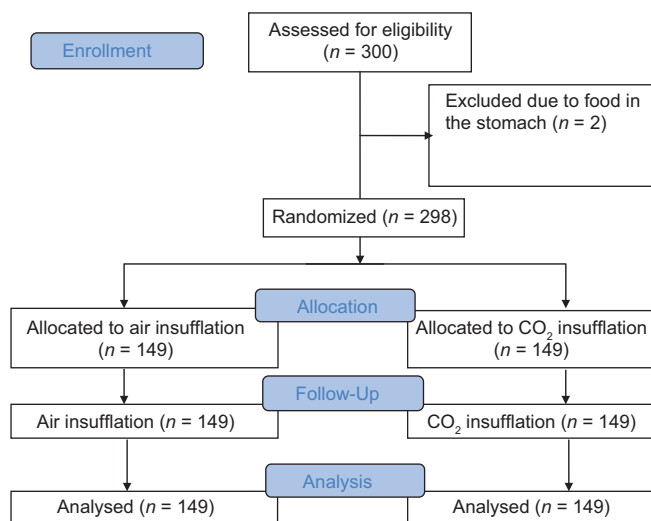 Enrollment
Assessed for eligibility
(n = 300)
Excluded due to food in
the stomach (n = 2)
Randomized (n = 298)
Allocation
Allocated to air insufflation
(n = 149)
Allocated to CO₂ insufflation
(n = 149)
Follow-Up
Air insufflation (n = 149)
CO₂ insufflation (n = 149)
Analysis
Analysed (n = 149)
Analysed (n = 149)